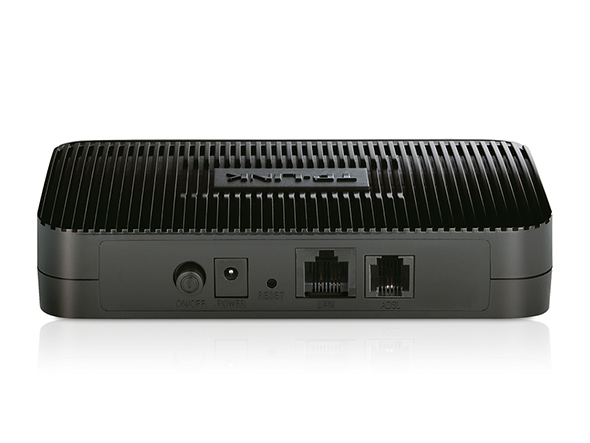 TP-LINK
ON/OFF POWER RESET LAN ADSL